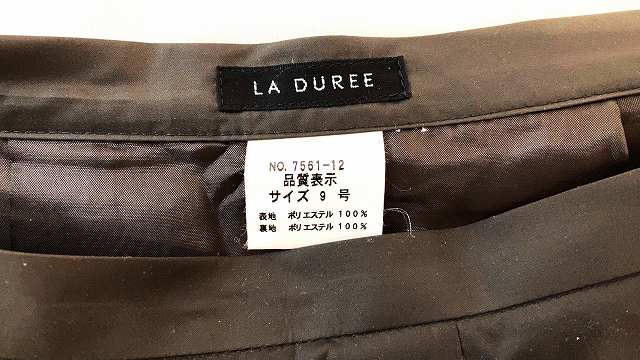 LA DUREE
NO. 7561-12
品質表示
サイズ 9 号
表地 ポリエステル 100%
裏地 ポリエステル 100%